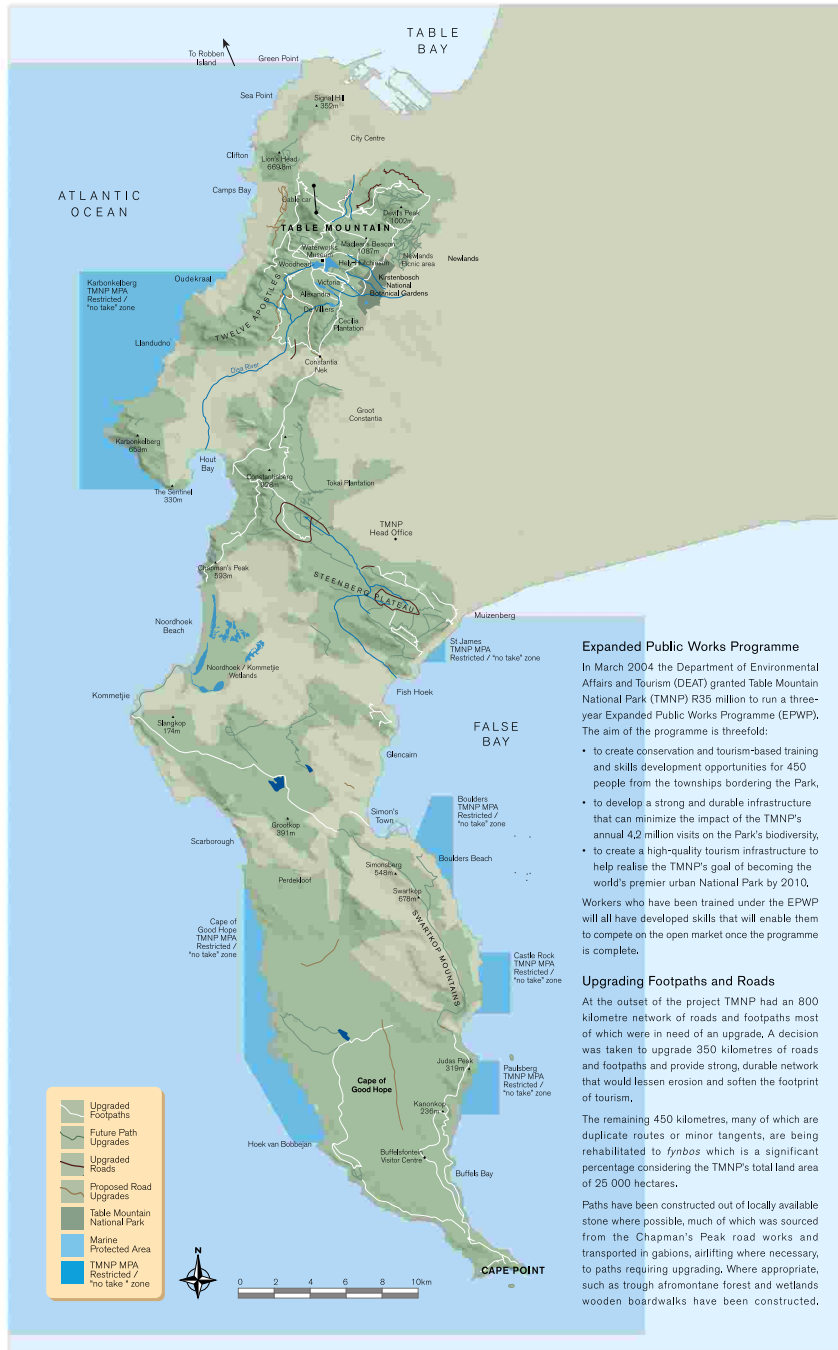 TABLE
BAY
To Robben
Island
Green Point
Sea Point
Signal Hill
352m
City Centre
Clifton
Lion's Head
669.8m
Camps Bay
ATLANTIC
OCEAN
Cable car
Devil's Peak
1002m
TABLE MOUNTAIN
Waterworks
Museum
Maclear's Beacon
1087m
Newlands
Picnic area
Newlands
Woodhead
Hely-Hutchinson
Kirstenbosch
National
Botanical Gardens
Oudekraal
Karbonkelberg
TMNP MPA
Restricted /
"no take" zone
Victoria
Alexandra
De Villiers
Cecilia
Plantation
TWELVE APOSTLES
Llandudno
Constantia
Nek
Disa River
Groot
Constantia
Karbonkelberg
653m
Hout
Bay
Constantiaberg
928m
Tokai Plantation
The Sentinel
330m
TMNP
Head Office
Chapman's Peak
593m
STEENBERG PLATEAU
Muizenberg
Noordhoek
Beach
St James
TMNP MPA
Restricted / "no take" zone
Noordhoek / Kommetjie
Wetlands
Fish Hoek
Kommetjie
Slangkop
174m
FALSE
BAY
Glencairn
Simon's
Town
Boulders
TMNP MPA
Restricted /
"no take" zone
Grootkop
391m
Scarborough
Boulders Beach
Simonsberg
548m
Perdekloof
Swartkop
678m
Cape of
Good Hope
TMNP MPA
Restricted /
"no take" zone
SWARTKOP MOUNTAINS
Castle Rock
TMNP MPA
Restricted /
"no take" zone
Judas Peak
319m
Paulsberg
TMNP MPA
Restricted /
"no take" zone
Cape of
Good Hope
Kanonkop
236m
Hoek van Bobbejan
Buffelsfontein
Visitor Centre
Buffels Bay
CAPE POINT
Upgraded
Footpaths
Future Path
Upgrades
Upgraded
Roads
Proposed Road
Upgrades
Table Mountain
National Park
Marine
Protected Area
TMNP MPA
Restricted /
"no take " zone
N
0 2 4 6 8 10km
Expanded Public Works Programme
In March 2004 the Department of Environmental
Affairs and Tourism (DEAT) granted Table Mountain
National Park (TMNP) R35 million to run a three-
year Expanded Public Works Programme (EPWP).
The aim of the programme is threefold:
• to create conservation and tourism-based training
and skills development opportunities for 450
people from the townships bordering the Park,
• to develop a strong and durable infrastructure
that can minimize the impact of the TMNP's
annual 4,2 million visits on the Park's biodiversity,
• to create a high-quality tourism infrastructure to
help realise the TMNP's goal of becoming the
world's premier urban National Park by 2010.
Workers who have been trained under the EPWP
will all have developed skills that will enable them
to compete on the open market once the programme
is complete.
Upgrading Footpaths and Roads
At the outset of the project TMNP had an 800
kilometre network of roads and footpaths most
of which were in need of an upgrade. A decision
was taken to upgrade 350 kilometres of roads
and footpaths and provide strong, durable network
that would lessen erosion and soften the footprint
of tourism.
The remaining 450 kilometres, many of which are
duplicate routes or minor tangents, are being
rehabilitated to fynbos which is a significant
percentage considering the TMNP's total land area
of 25 000 hectares.
Paths have been constructed out of locally available
stone where possible, much of which was sourced
from the Chapman's Peak road works and
transported in gabions, airlifting where necessary,
to paths requiring upgrading. Where appropriate,
such as trough afromontane forest and wetlands
wooden boardwalks have been constructed.